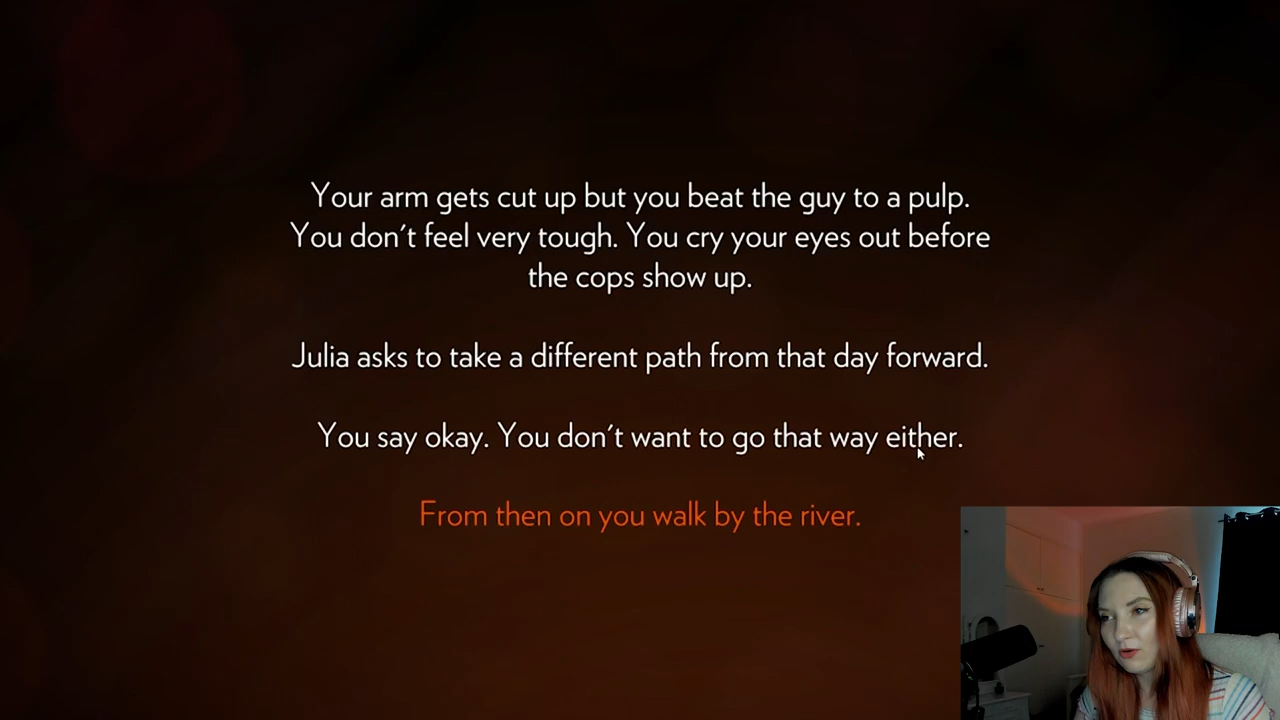 Your arm gets cut up but you beat the guy to a pulp.
You don't feel very tough. You cry your eyes out before
the cops show up.
Julia asks to take a different path from that day forward.
You say okay. You don't want to go that way either.
From then on you walk by the river.